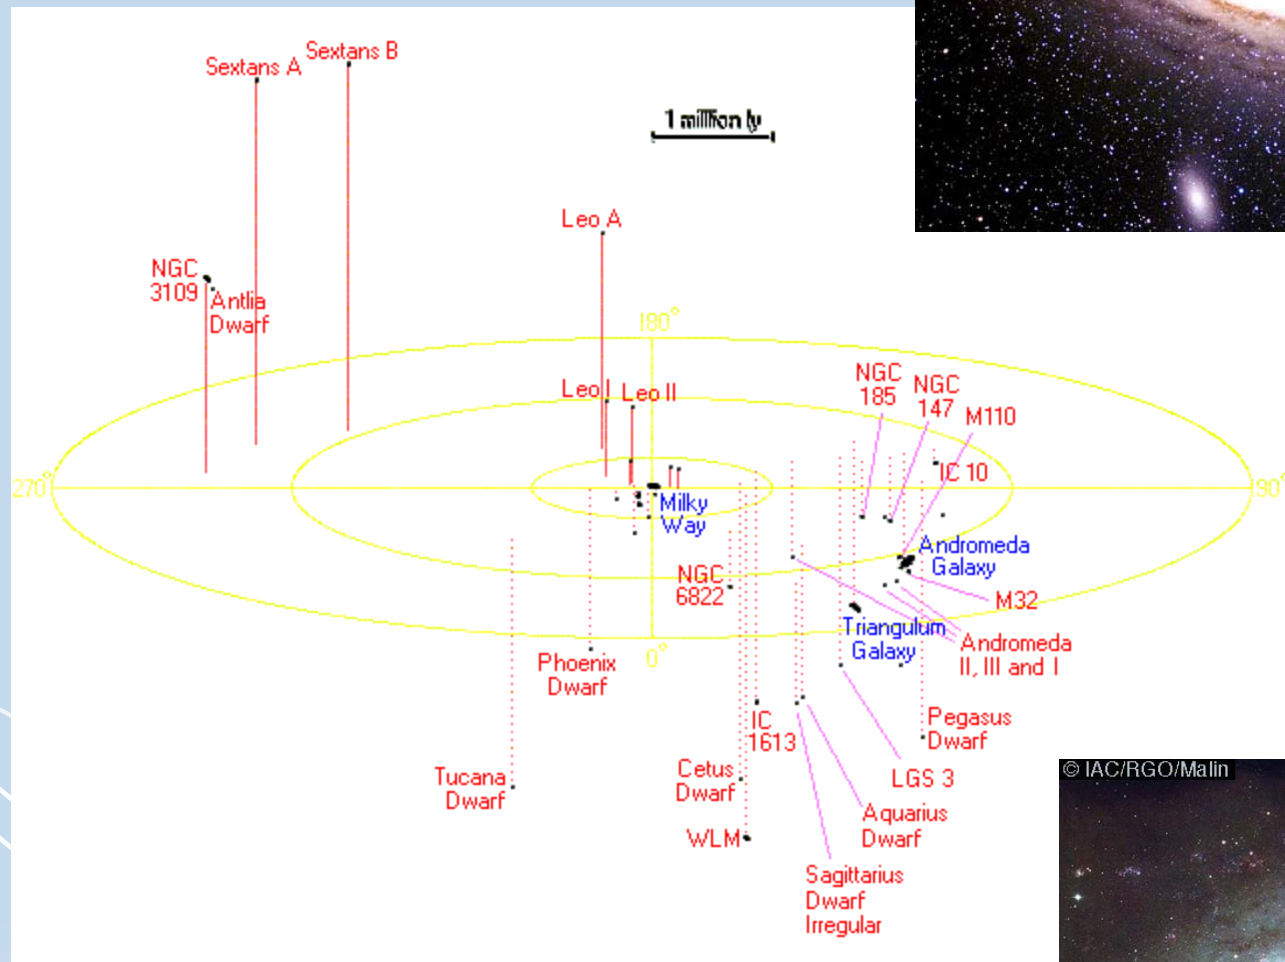 Sextans A
Sextans B
1 million ly
Leo A
NGC
3109
Antlia
Dwarf
180°
Leo I
Leo II
NGC
185
NGC
147
M110
IC 10
270°
90°
Milky
Way
Andromeda
Galaxy
NGC
6822
M32
Triangulum
Galaxy
Andromeda
II, III and I
0°
Phoenix
Dwarf
IC
1613
Pegasus
Dwarf
Tucana
Dwarf
Cetus
Dwarf
LGS 3
Aquarius
Dwarf
WLM
Sagittarius
Dwarf
Irregular
© IAC/RGO/Malin